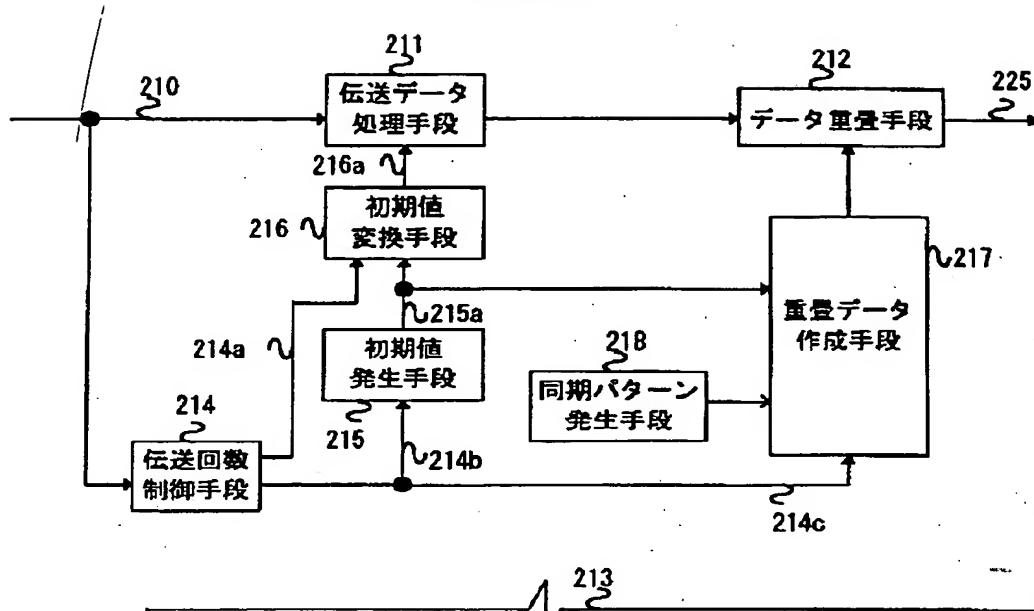 211
212
225
210
伝送データ
処理手段
データ重畳手段
216a
216
初期値
変換手段
217
重畳データ
作成手段
215a
214a
初期値
発生手段
218
同期パターン
発生手段
214
215
伝送回数
制御手段
214b
214c
213